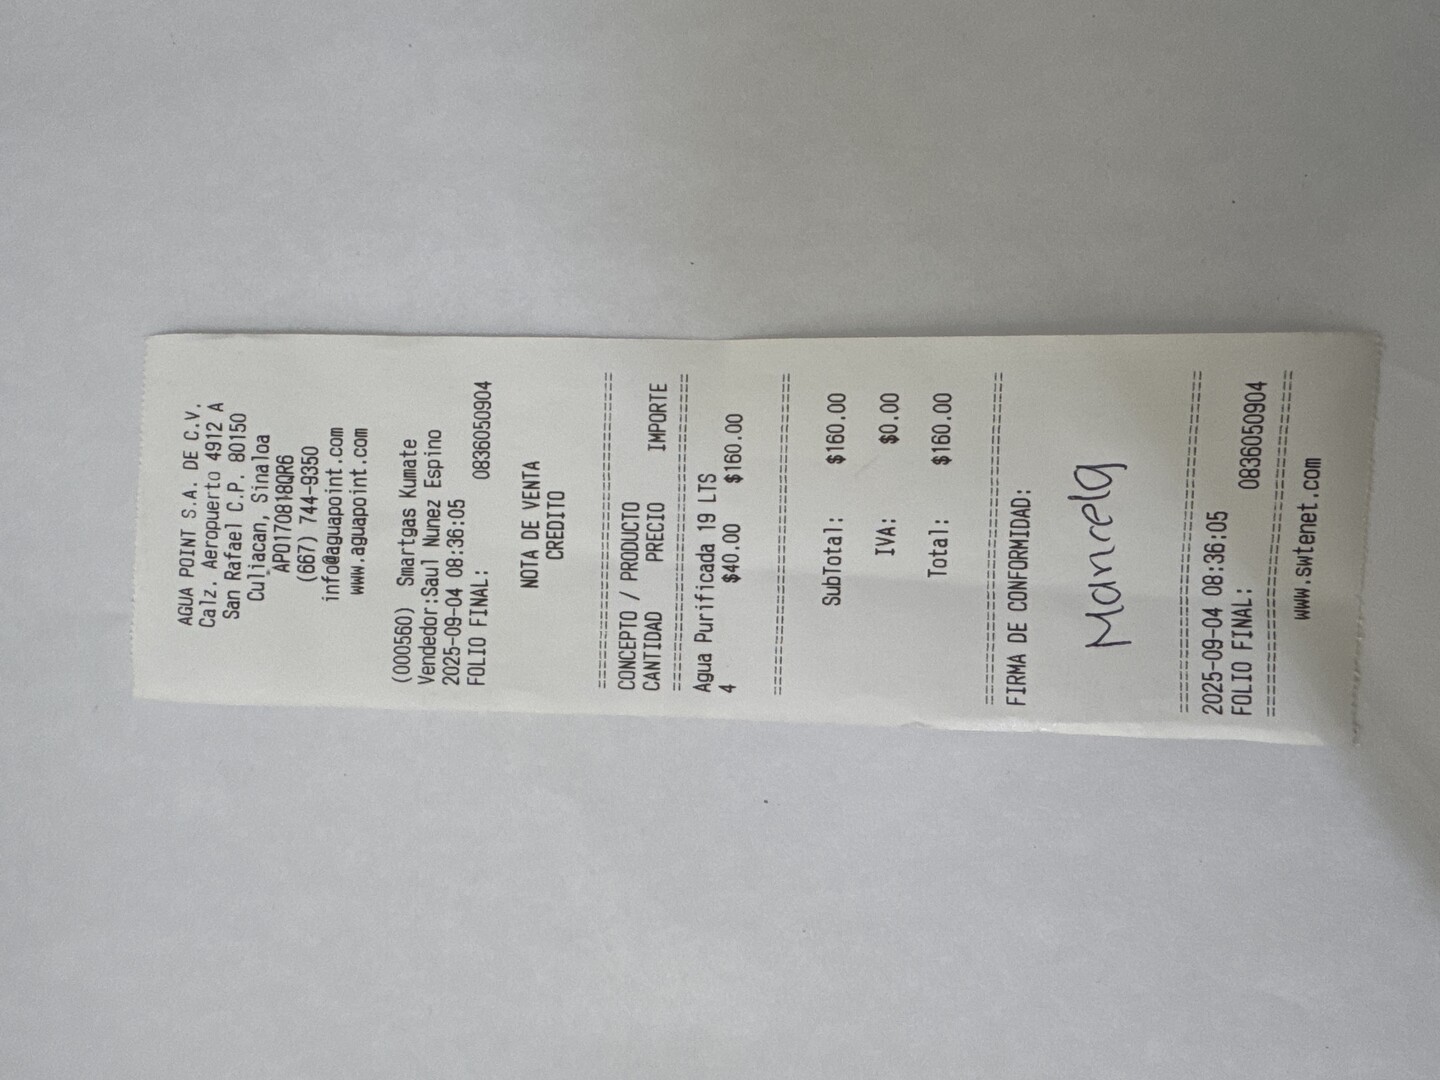 AGUA POINT S.A. DE C.V.
Calz. Aeropuerto 4912 A
San Rafael C.P. 80150
Culiacan, Sinaloa
APO170818QR6
(667) 744-9350
info@aguapoint.com
www.aguapoint.com
(000560) Smartgas Kumate
Vendedor:Saul Nunez Espino
2025-09-04 08:36:05
FOLIO FINAL: 0836050904
NOTA DE VENTA
CREDITO
================================
CONCEPTO / PRODUCTO
CANTIDAD PRECIO IMPORTE
================================
Agua Purificada 19 LTS
4 $40.00 $160.00
================================
SubTotal: $160.00
IVA: $0.00
Total: $160.00
================================
FIRMA DE CONFORMIDAD:
Manuela
================================
2025-09-04 08:36:05
FOLIO FINAL: 0836050904
================================
www.swtenet.com